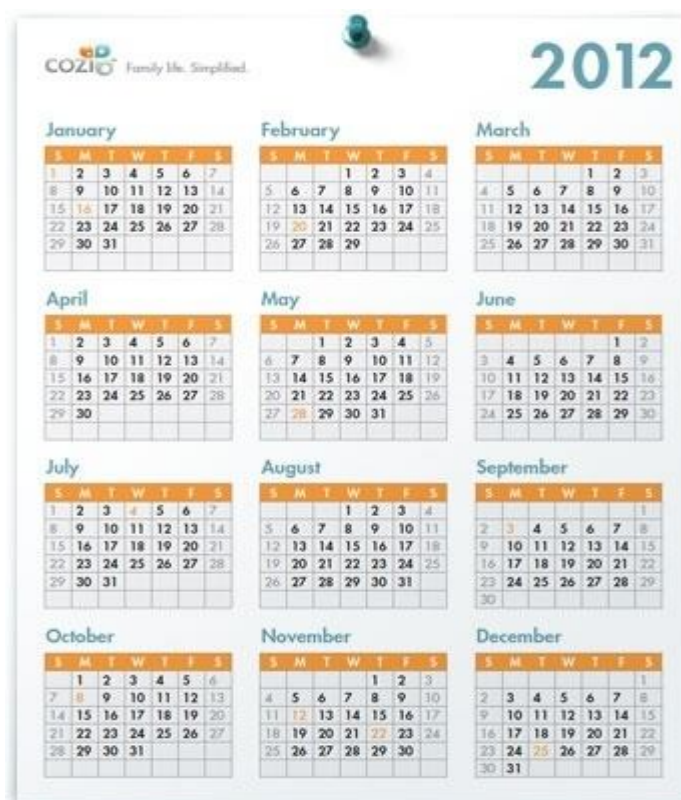 COZI Family life. Simplified.
2012
January
S M T W T F S
1 2 3 4 5 6 7
8 9 10 11 12 13 14
15 16 17 18 19 20 21
22 23 24 25 26 27 28
29 30 31
February
S M T W T F S
1 2 3 4
5 6 7 8 9 10 11
12 13 14 15 16 17 18
19 20 21 22 23 24 25
26 27 28 29
March
S M T W T F S
1 2 3
4 5 6 7 8 9 10
11 12 13 14 15 16 17
18 19 20 21 22 23 24
25 26 27 28 29 30 31
April
S M T W T F S
1 2 3 4 5 6 7
8 9 10 11 12 13 14
15 16 17 18 19 20 21
22 23 24 25 26 27 28
29 30
May
S M T W T F S
1 2 3 4 5
6 7 8 9 10 11 12
13 14 15 16 17 18 19
20 21 22 23 24 25 26
27 28 29 30 31
June
S M T W T F S
1 2
3 4 5 6 7 8 9
10 11 12 13 14 15 16
17 18 19 20 21 22 23
24 25 26 27 28 29 30
July
S M T W T F S
1 2 3 4 5 6 7
8 9 10 11 12 13 14
15 16 17 18 19 20 21
22 23 24 25 26 27 28
29 30 31
August
S M T W T F S
1 2 3 4
5 6 7 8 9 10 11
12 13 14 15 16 17 18
19 20 21 22 23 24 25
26 27 28 29 30 31
September
S M T W T F S
1
2 3 4 5 6 7 8
9 10 11 12 13 14 15
16 17 18 19 20 21 22
23 24 25 26 27 28 29
30
October
S M T W T F S
1 2 3 4 5 6
7 8 9 10 11 12 13
14 15 16 17 18 19 20
21 22 23 24 25 26 27
28 29 30 31
November
S M T W T F S
1 2 3
4 5 6 7 8 9 10
11 12 13 14 15 16 17
18 19 20 21 22 23 24
25 26 27 28 29 30
December
S M T W T F S
1
2 3 4 5 6 7 8
9 10 11 12 13 14 15
16 17 18 19 20 21 22
23 24 25 26 27 28 29
30 31